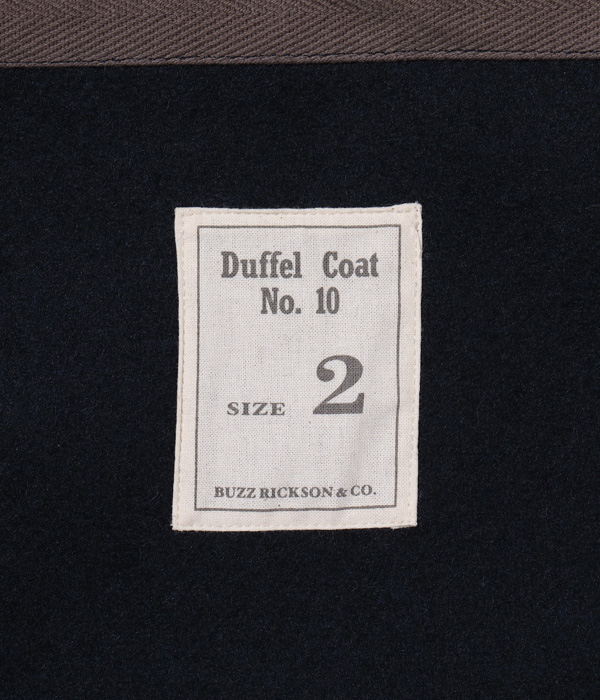 Duffel Coat
No. 10
SIZE 2
BUZZ RICKSON & CO.